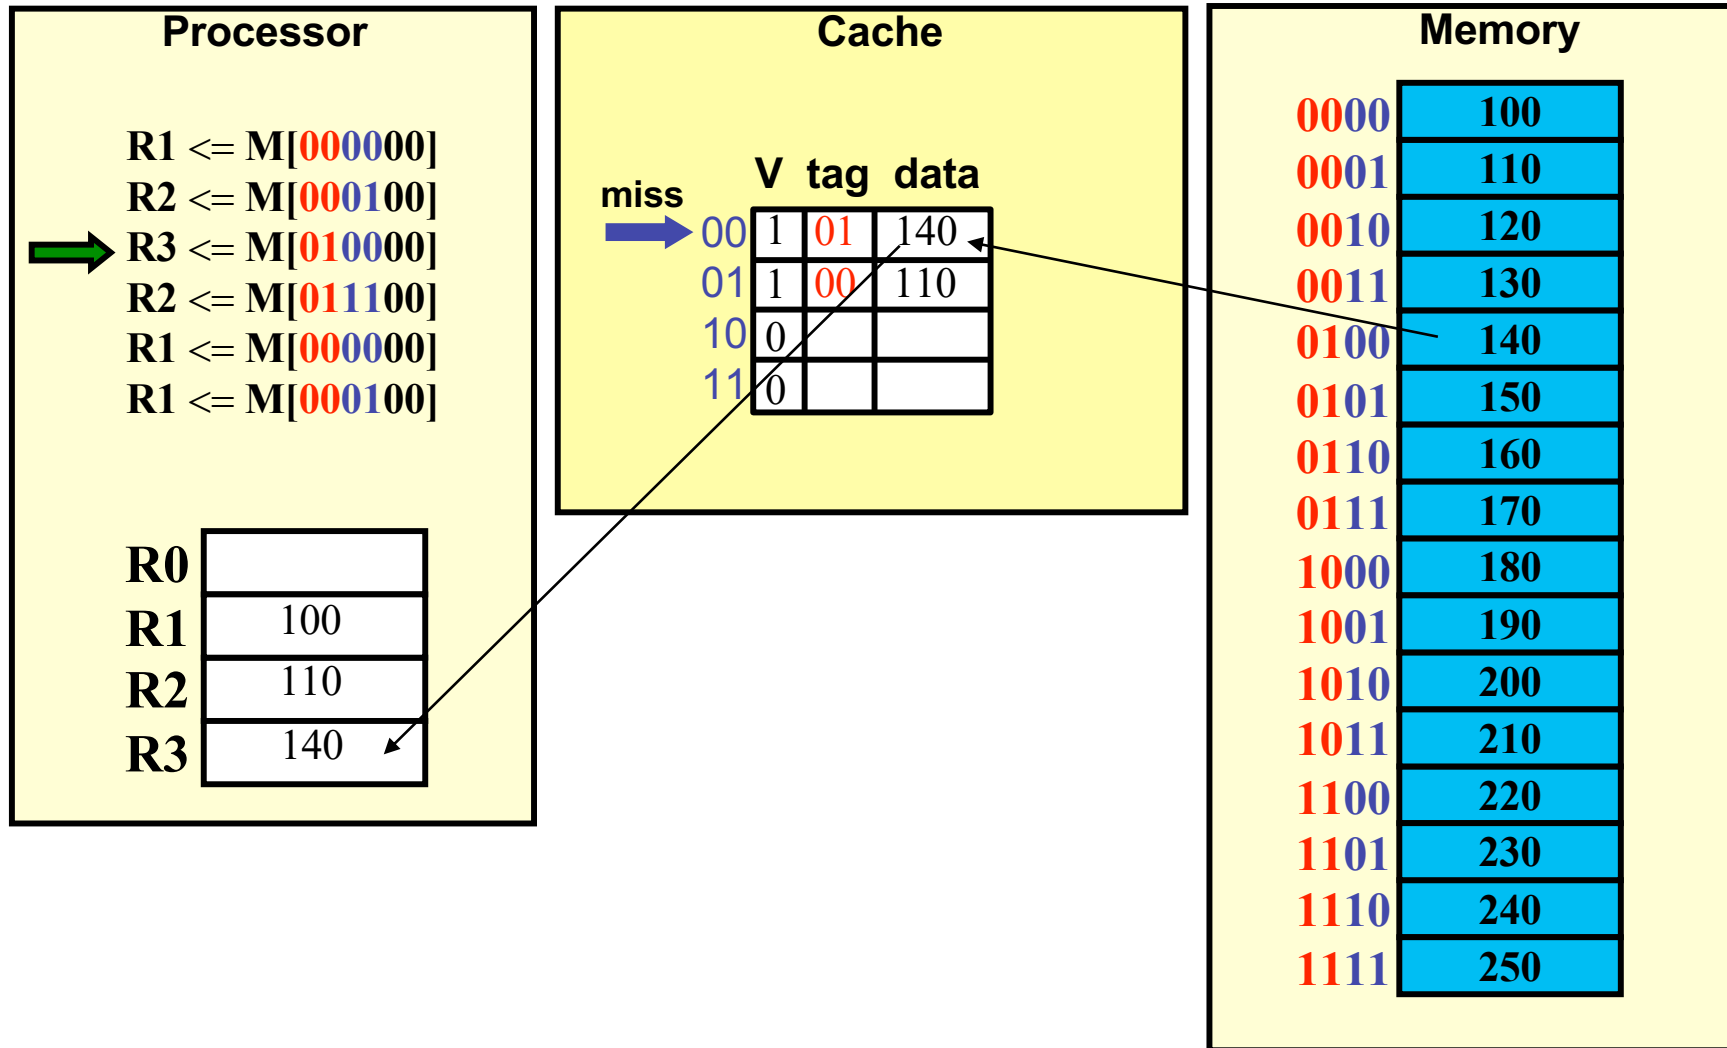 Processor
R1 <= M[000000]
R2 <= M[000100]
R3 <= M[010000]
R2 <= M[011100]
R1 <= M[000000]
R1 <= M[000100]
R0
R1 100
R2 110
R3 140
Cache
miss
V tag data
00 1 01 140
01 1 00 110
10 0
11 0
Memory
0000 100
0001 110
0010 120
0011 130
0100 140
0101 150
0110 160
0111 170
1000 180
1001 190
1010 200
1011 210
1100 220
1101 230
1110 240
1111 250